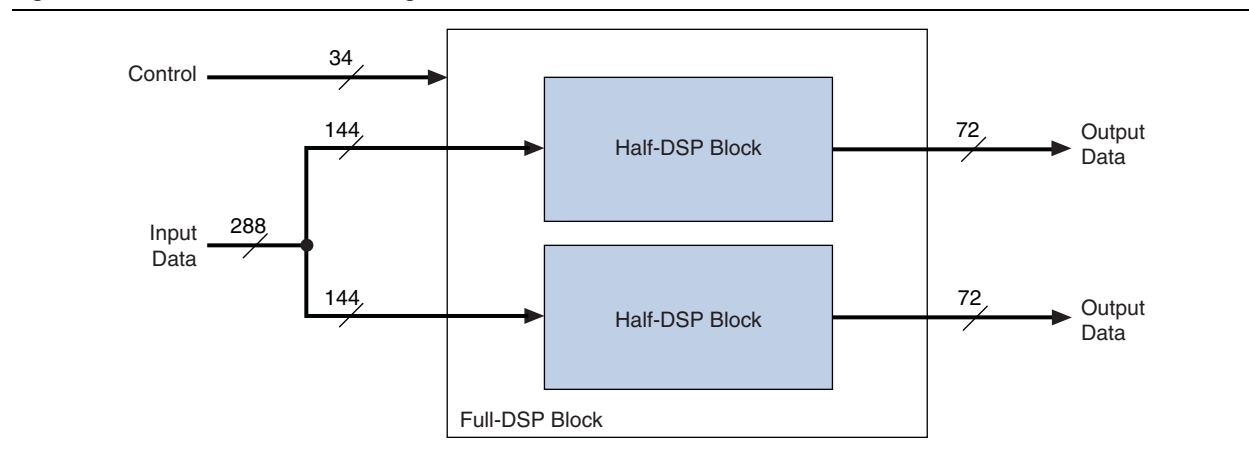 34
Control
144
Half-DSP Block
72
Output
Data
288
Input
Data
144
Half-DSP Block
72
Output
Data
Full-DSP Block